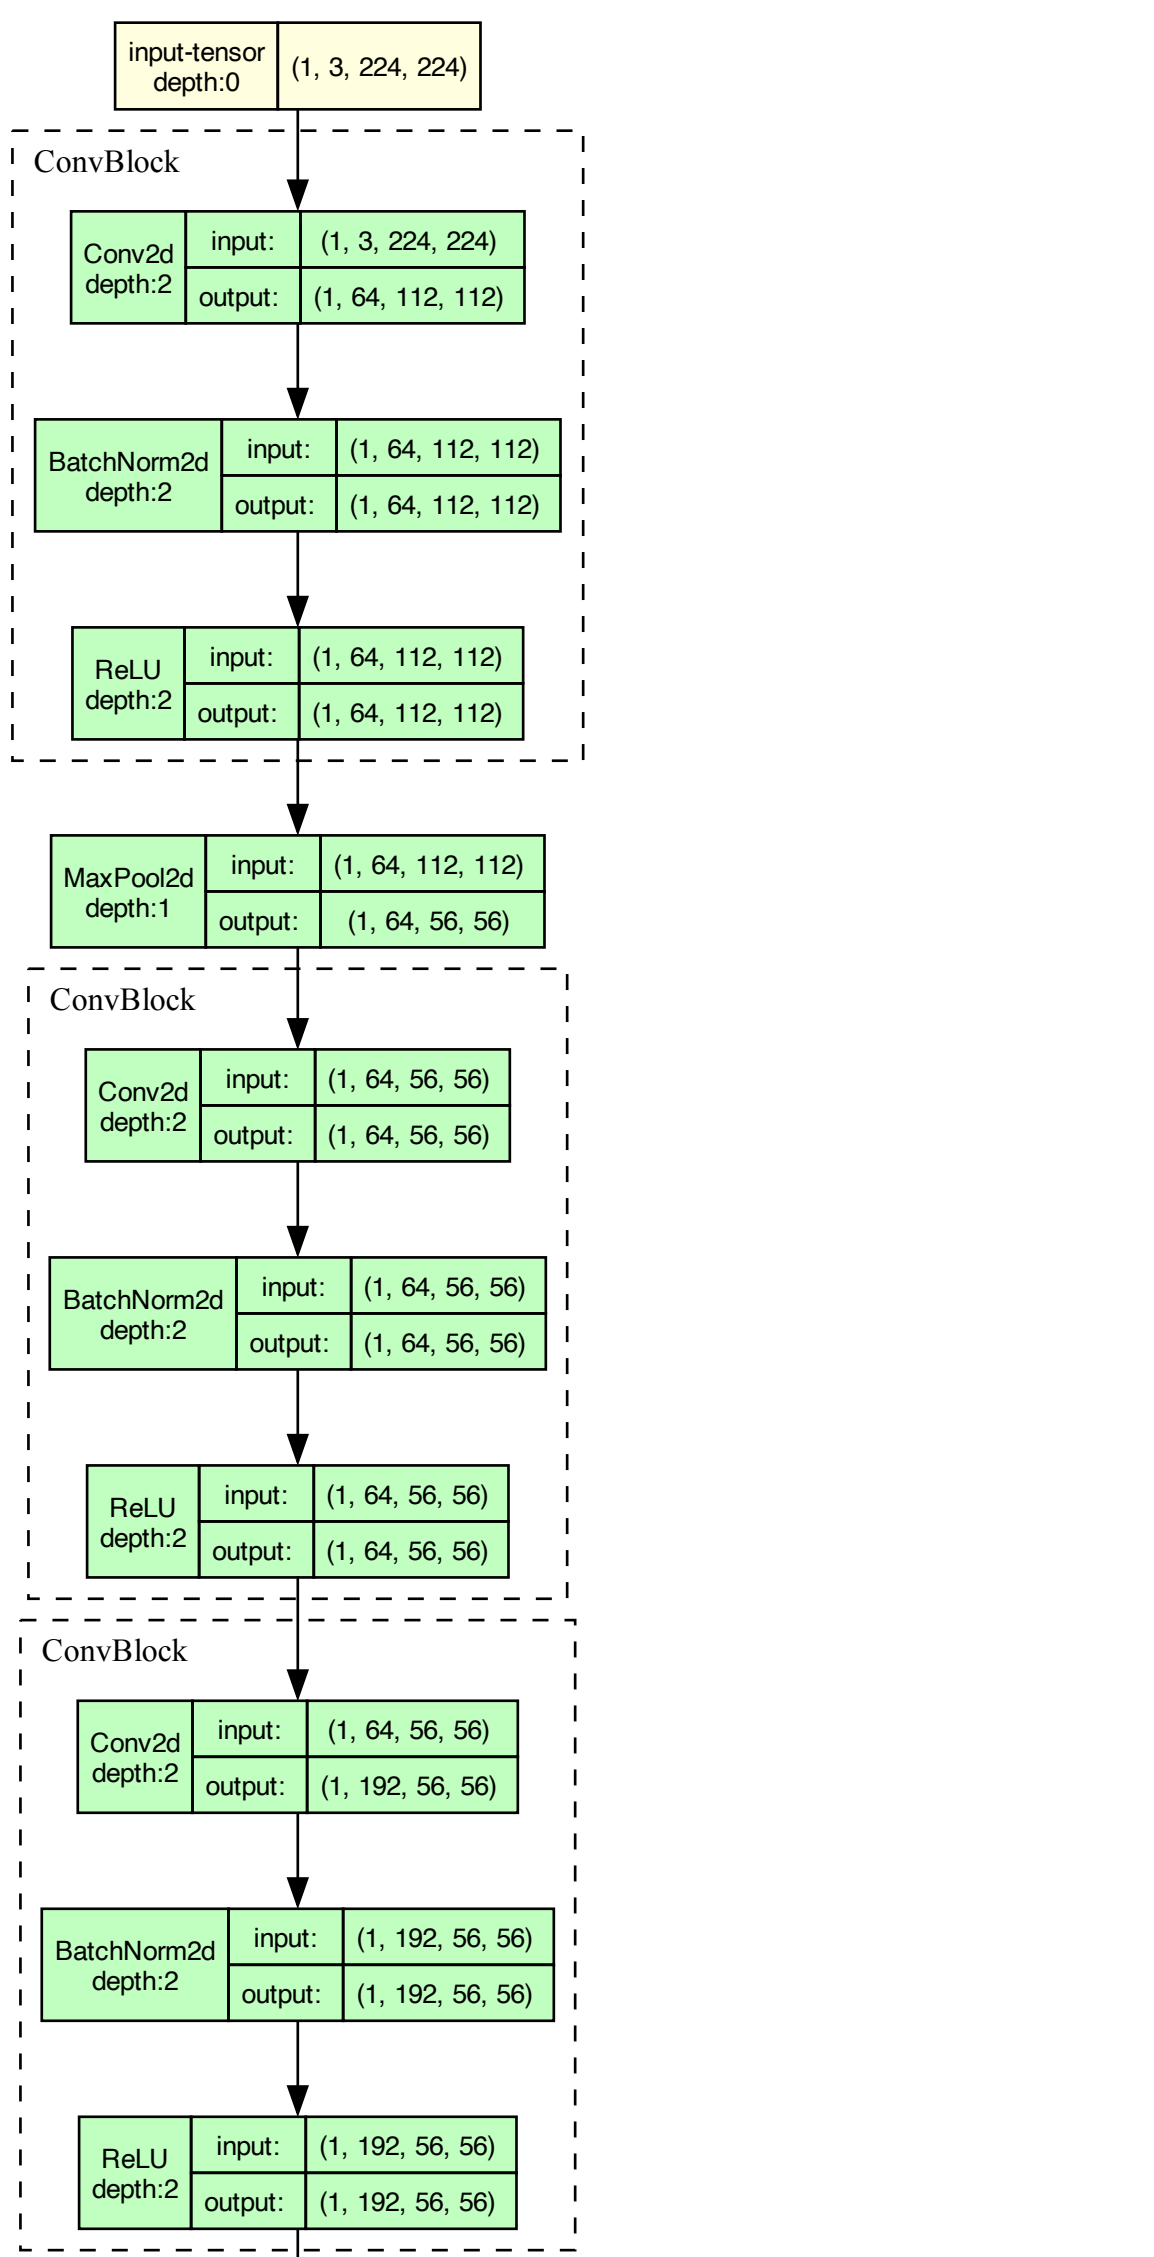 input-tensor
depth:0
(1, 3, 224, 224)
ConvBlock
Conv2d
depth:2
input:
(1, 3, 224, 224)
output:
(1, 64, 112, 112)
BatchNorm2d
depth:2
input:
(1, 64, 112, 112)
output:
(1, 64, 112, 112)
ReLU
depth:2
input:
(1, 64, 112, 112)
output:
(1, 64, 112, 112)
MaxPool2d
depth:1
input:
(1, 64, 112, 112)
output:
(1, 64, 56, 56)
ConvBlock
Conv2d
depth:2
input:
(1, 64, 56, 56)
output:
(1, 64, 56, 56)
BatchNorm2d
depth:2
input:
(1, 64, 56, 56)
output:
(1, 64, 56, 56)
ReLU
depth:2
input:
(1, 64, 56, 56)
output:
(1, 64, 56, 56)
ConvBlock
Conv2d
depth:2
input:
(1, 64, 56, 56)
output:
(1, 192, 56, 56)
BatchNorm2d
depth:2
input:
(1, 192, 56, 56)
output:
(1, 192, 56, 56)
ReLU
depth:2
input:
(1, 192, 56, 56)
output:
(1, 192, 56, 56)